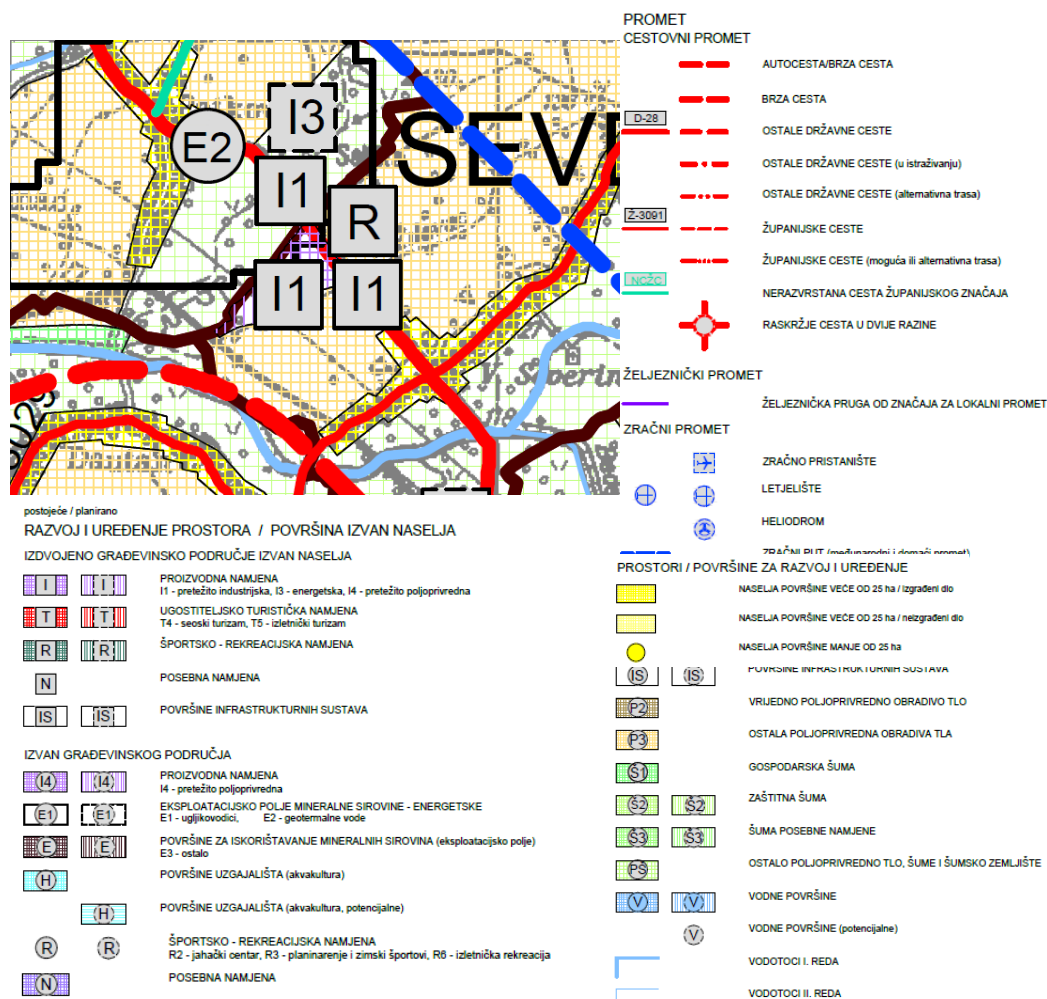 E2
I3
SEV
I1
R
I1
I1
V. Severin
PROMET
CESTOVNI PROMET
AUTOCESTA/BRZA CESTA
BRZA CESTA
D-28
OSTALE DRŽAVNE CESTE
OSTALE DRŽAVNE CESTE (u istraživanju)
OSTALE DRŽAVNE CESTE (alternativna trasa)
Ž-3091
ŽUPANIJSKE CESTE
ŽUPANIJSKE CESTE (moguća ili alternativna trasa)
NCŽC
NERAZVRSTANA CESTA ŽUPANIJSKOG ZNAČAJA
RASKRŽJE CESTA U DVIJE RAZINE
ŽELJEZNIČKI PROMET
ŽELJEZNIČKA PRUGA OD ZNAČAJA ZA LOKALNI PROMET
ZRAČNI PROMET
ZRAČNO PRISTANIŠTE
LETJELIŠTE
HELIODROM
ZRAČNI PUT (međunarodni i domaći promet)
postojeće / planirano
RAZVOJ I UREĐENJE PROSTORA / POVRŠINA IZVAN NASELJA
IZDVOJENO GRAĐEVINSKO PODRUČJE IZVAN NASELJA
I I PROIZVODNA NAMJENA
I1 - pretežito industrijska, I3 - energetska, I4 - pretežito poljoprivredna
T T UGOSTITELJSKO TURISTIČKA NAMJENA
T4 - seoski turizam, T5 - izletnički turizam
R R ŠPORTSKO - REKREACIJSKA NAMJENA
N POSEBNA NAMJENA
IS IS POVRŠINE INFRASTRUKTURNIH SUSTAVA
IZVAN GRAĐEVINSKOG PODRUČJA
I4 I4 PROIZVODNA NAMJENA
I4 - pretežito poljoprivredna
E1 E1 EKSPLOATACIJSKO POLJE MINERALNE SIROVINE - ENERGETSKE
E1 - ugljikovodici, E2 - geotermalne vode
E E POVRŠINE ZA ISKORIŠTAVANJE MINERALNIH SIROVINA (eksploatacijsko polje)
E3 - ostalo
H POVRŠINE UZGAJALIŠTA (akvakultura)
H POVRŠINE UZGAJALIŠTA (akvakultura, potencijalne)
R R ŠPORTSKO - REKREACIJSKA NAMJENA
R2 - jahački centar, R3 - planinarenje i zimski športovi, R6 - izletnička rekreacija
N POSEBNA NAMJENA
PROSTORI / POVRŠINE ZA RAZVOJ I UREĐENJE
NASELJA POVRŠINE VEĆE OD 25 ha / izgrađeni dio
NASELJA POVRŠINE VEĆE OD 25 ha / neizgrađeni dio
NASELJA POVRŠINE MANJE OD 25 ha
IS IS POVRŠINE INFRASTRUKTURNIH SUSTAVA
P2 VRIJEDNO POLJOPRIVREDNO OBRADIVO TLO
P3 OSTALA POLJOPRIVREDNA OBRADIVA TLA
Š1 GOSPODARSKA ŠUMA
Š2 Š2 ZAŠTITNA ŠUMA
Š3 Š3 ŠUMA POSEBNE NAMJENE
PŠ OSTALO POLJOPRIVREDNO TLO, ŠUME I ŠUMSKO ZEMLJIŠTE
V V VODNE POVRŠINE
V VODNE POVRŠINE (potencijalne)
VODOTOCI I. REDA
VODOTOCI II. REDA